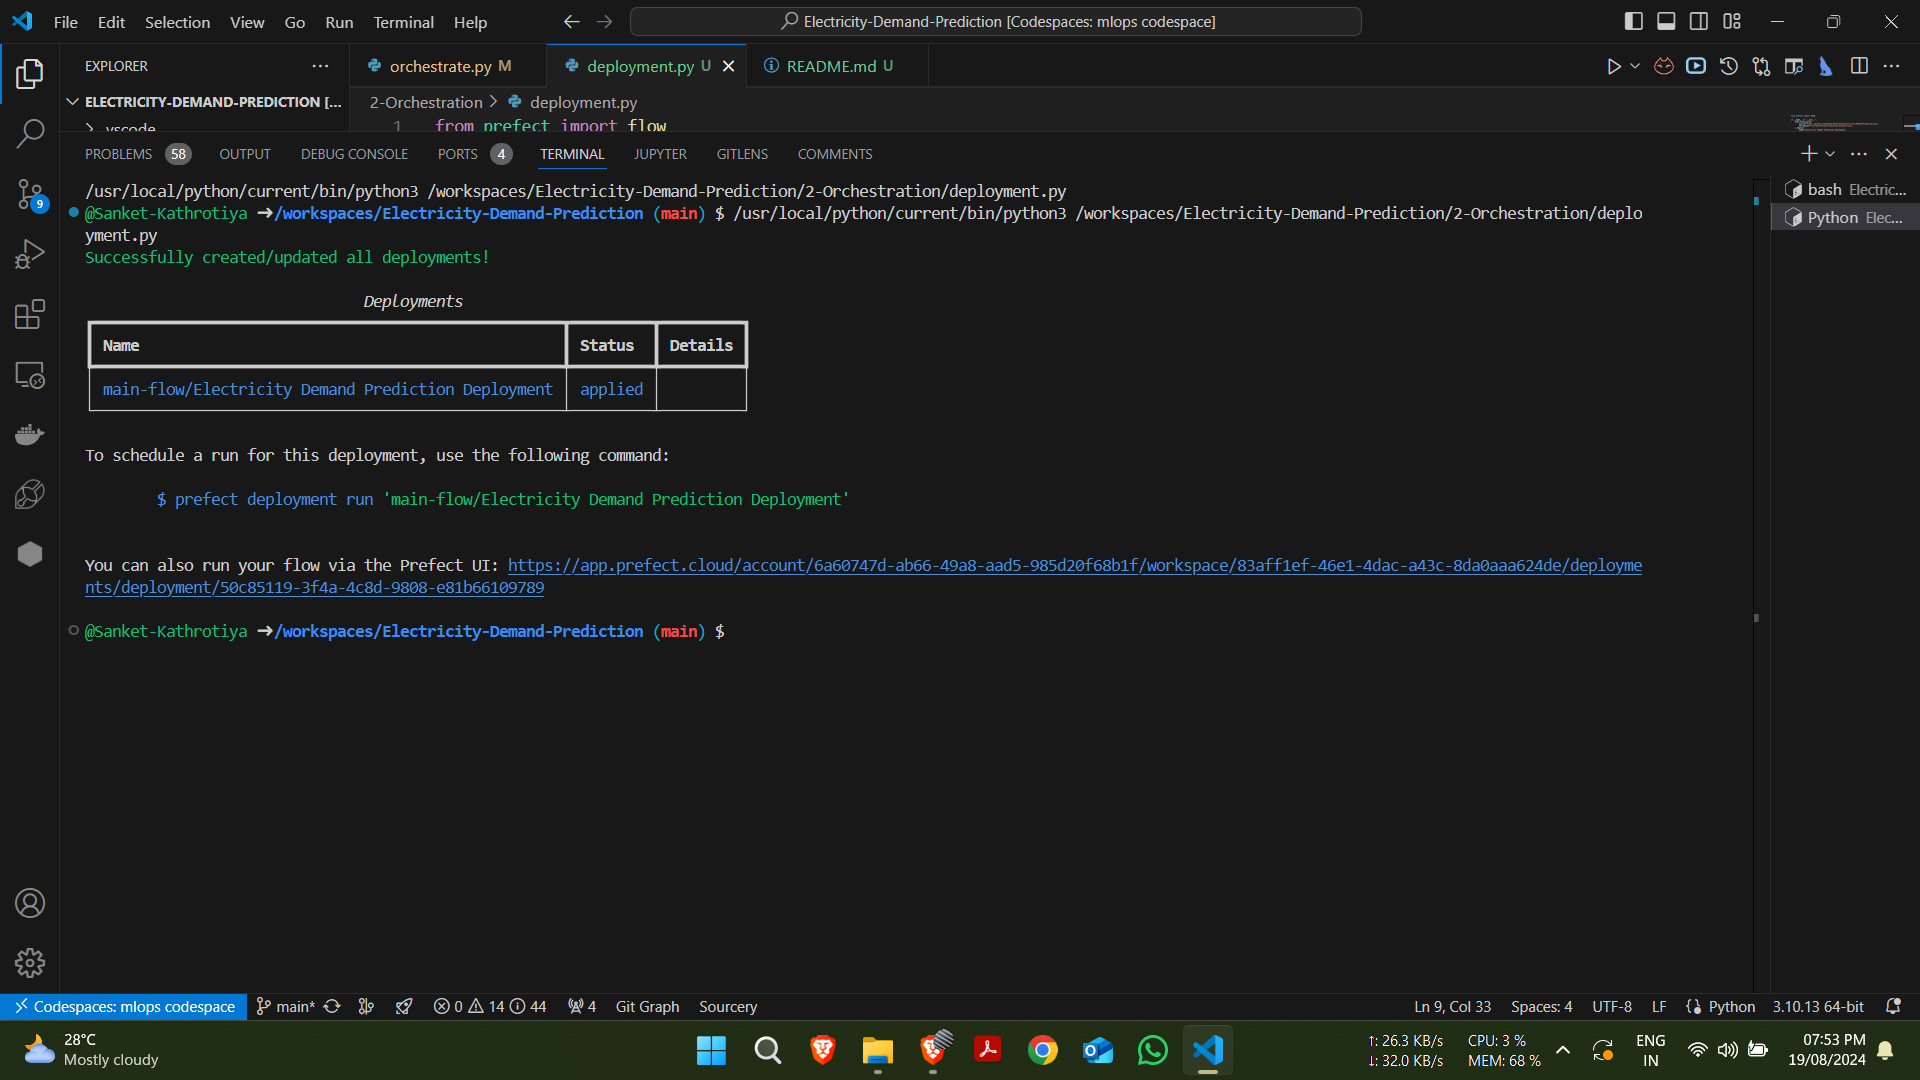 File Edit Selection View Go Run Terminal Help
Electricity-Demand-Prediction [Codespaces: mlops codespace]
EXPLORER
orchestrate.py M
deployment.py U
README.md U
ELECTRICITY-DEMAND-PREDICTION [...
2-Orchestration > deployment.py
.vscode
1 from prefect import flow
PROBLEMS 58 OUTPUT DEBUG CONSOLE PORTS 4 TERMINAL JUPYTER GITLENS COMMENTS
/usr/local/python/current/bin/python3 /workspaces/Electricity-Demand-Prediction/2-Orchestration/deployment.py
@Sanket-Kathrotiya ➜/workspaces/Electricity-Demand-Prediction (main) $ /usr/local/python/current/bin/python3 /workspaces/Electricity-Demand-Prediction/2-Orchestration/deplo
yment.py
Successfully created/updated all deployments!
Deployments
Name Status Details
main-flow/Electricity Demand Prediction Deployment applied
To schedule a run for this deployment, use the following command:
$ prefect deployment run 'main-flow/Electricity Demand Prediction Deployment'
You can also run your flow via the Prefect UI: https://app.prefect.cloud/account/6a60747d-ab66-49a8-aad5-985d20f68b1f/workspace/83aff1ef-46e1-4dac-a43c-8da0aaa624de/deployme
nts/deployment/50c85119-3f4a-4c8d-9808-e81b66109789
@Sanket-Kathrotiya ➜/workspaces/Electricity-Demand-Prediction (main) $
bash Electric...
Python Elec...
9
Codespaces: mlops codespace main* 0 14 44 4 Git Graph Sourcery Ln 9, Col 33 Spaces: 4 UTF-8 LF Python 3.10.13 64-bit
28°C
Mostly cloudy
↑: 26.3 KB/s
↓: 32.0 KB/s
CPU: 3 %
MEM: 68 %
ENG
IN
07:53 PM
19/08/2024